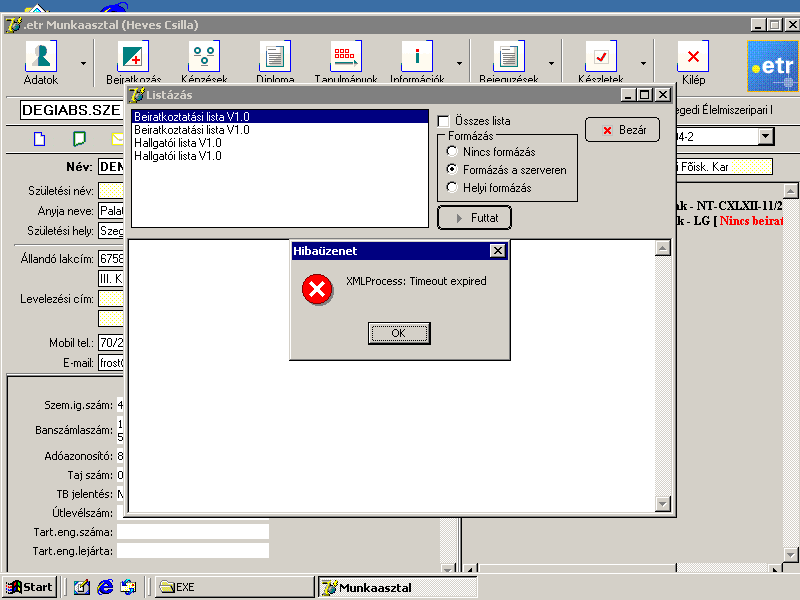 .etr Munkaasztal (Heves Csilla)
Adatok
Beiratkozás
Képzések
Diploma
Tanulmányok
Információk
Bejegyzések
Készletek
Kilép
.etr
DEGIABS.SZE
egedi Élelmiszeripari I
04-2
Név: DEN
i Főisk. Kar
Születési név:
Anyja neve: Palat
Születési hely: Szeg
Állandó lakcím: 6758
III. K
Levelezési cím:
Mobil tel.: 70/2
E-mail: frost
ak - NT-CXLXII-11/2
k - LG [ Nincs beirat
Szem.ig.szám: 4
Banszámlaszám: 1
5
Adóazonosító: 8
Taj szám: 0
TB jelentés: N
Útlevélszám:
Tart.eng.száma:
Tart.eng.lejárta:
Listázás
Beiratkoztatási lista V1.0
Beiratkoztatási lista V1.0
Hallgatói lista V1.0
Hallgatói lista V1.0
Összes lista
Formázás
Nincs formázás
Formázás a szerveren
Helyi formázás
Bezár
Futtat
Hibaüzenet
XMLProcess: Timeout expired
OK
Start
EXE
Munkaasztal